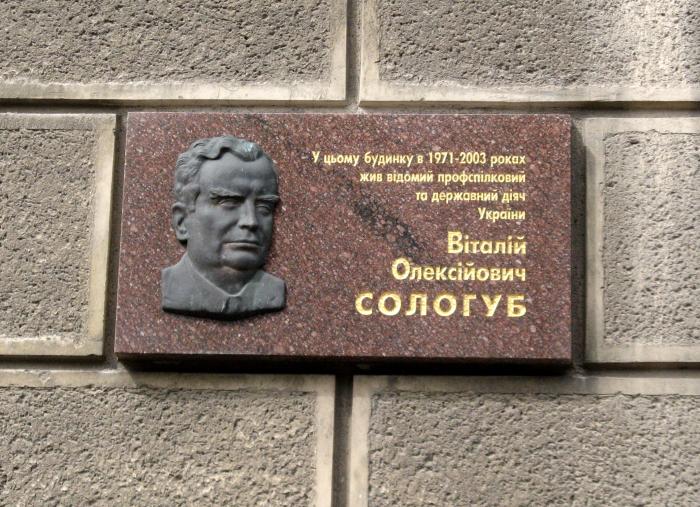 У цьому будинку в 1971-2003 роках
жив відомий профспілковий
та державний діяч
України
Віталій
Олексійович
СОЛОГУБ